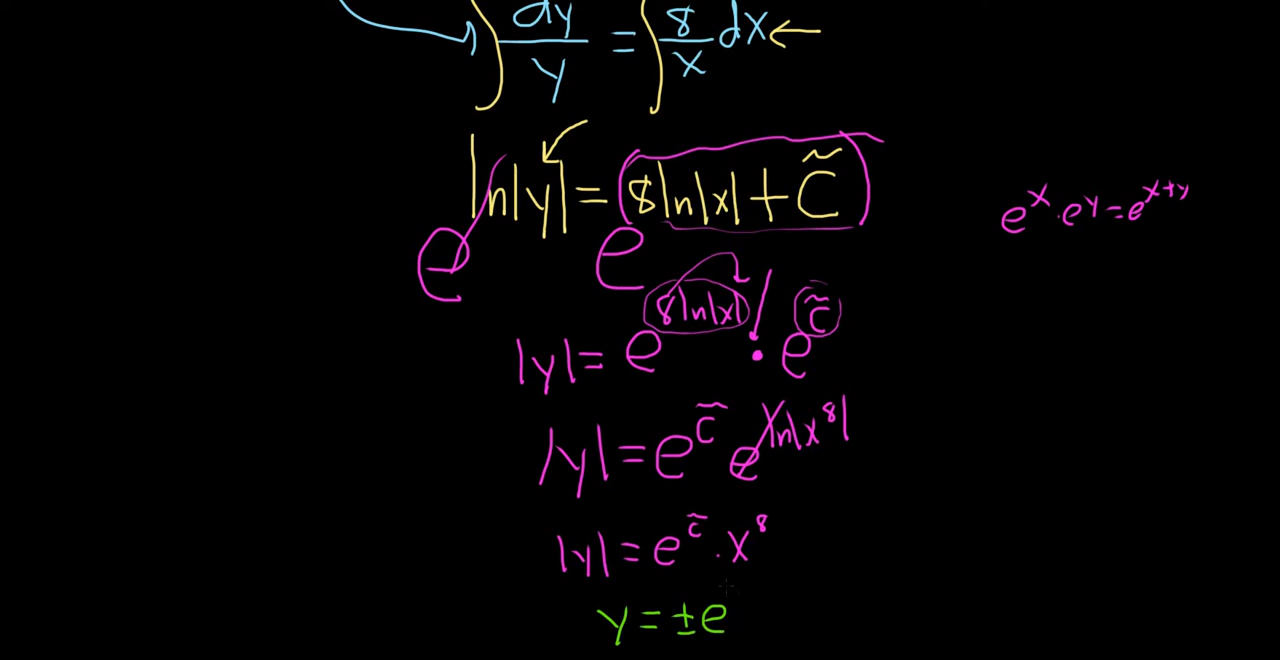 ∫ dy/y = ∫ 8/x dx
ln|y| = 8ln|x| + C̃
e e
e^x · e^y = e^(x+y)
|y| = e^(8ln|x|) · e^C̃
|y| = e^C̃ e^(ln|x^8|)
|y| = e^C̃ · x^8
y = ±e